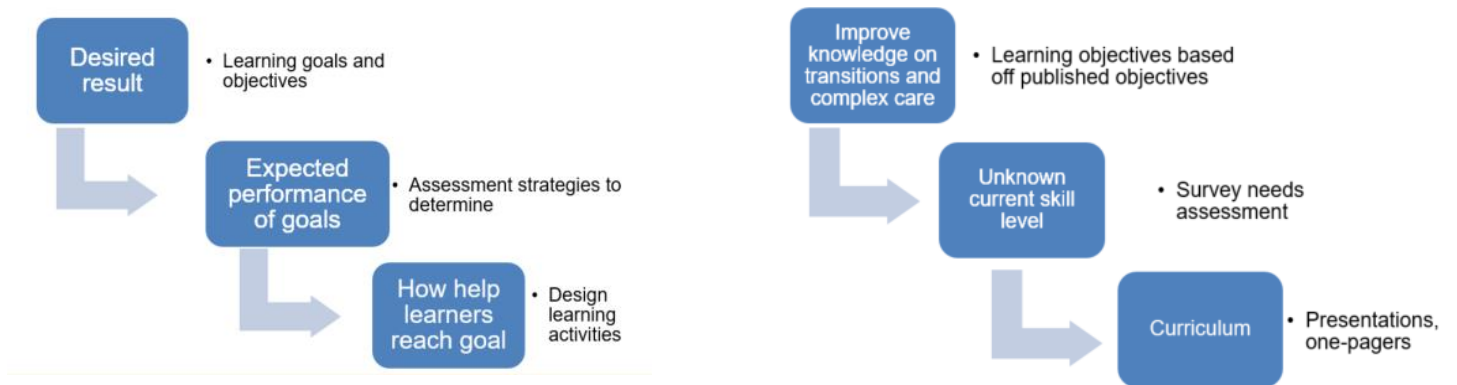 Desired
result
• Learning goals and
objectives
Expected
performance
of goals
• Assessment strategies to
determine
How help
learners
reach goal
• Design
learning
activities
Improve
knowledge on
transitions and
complex care
• Learning objectives based
off published objectives
Unknown
current skill
level
• Survey needs
assessment
Curriculum
• Presentations,
one-pagers